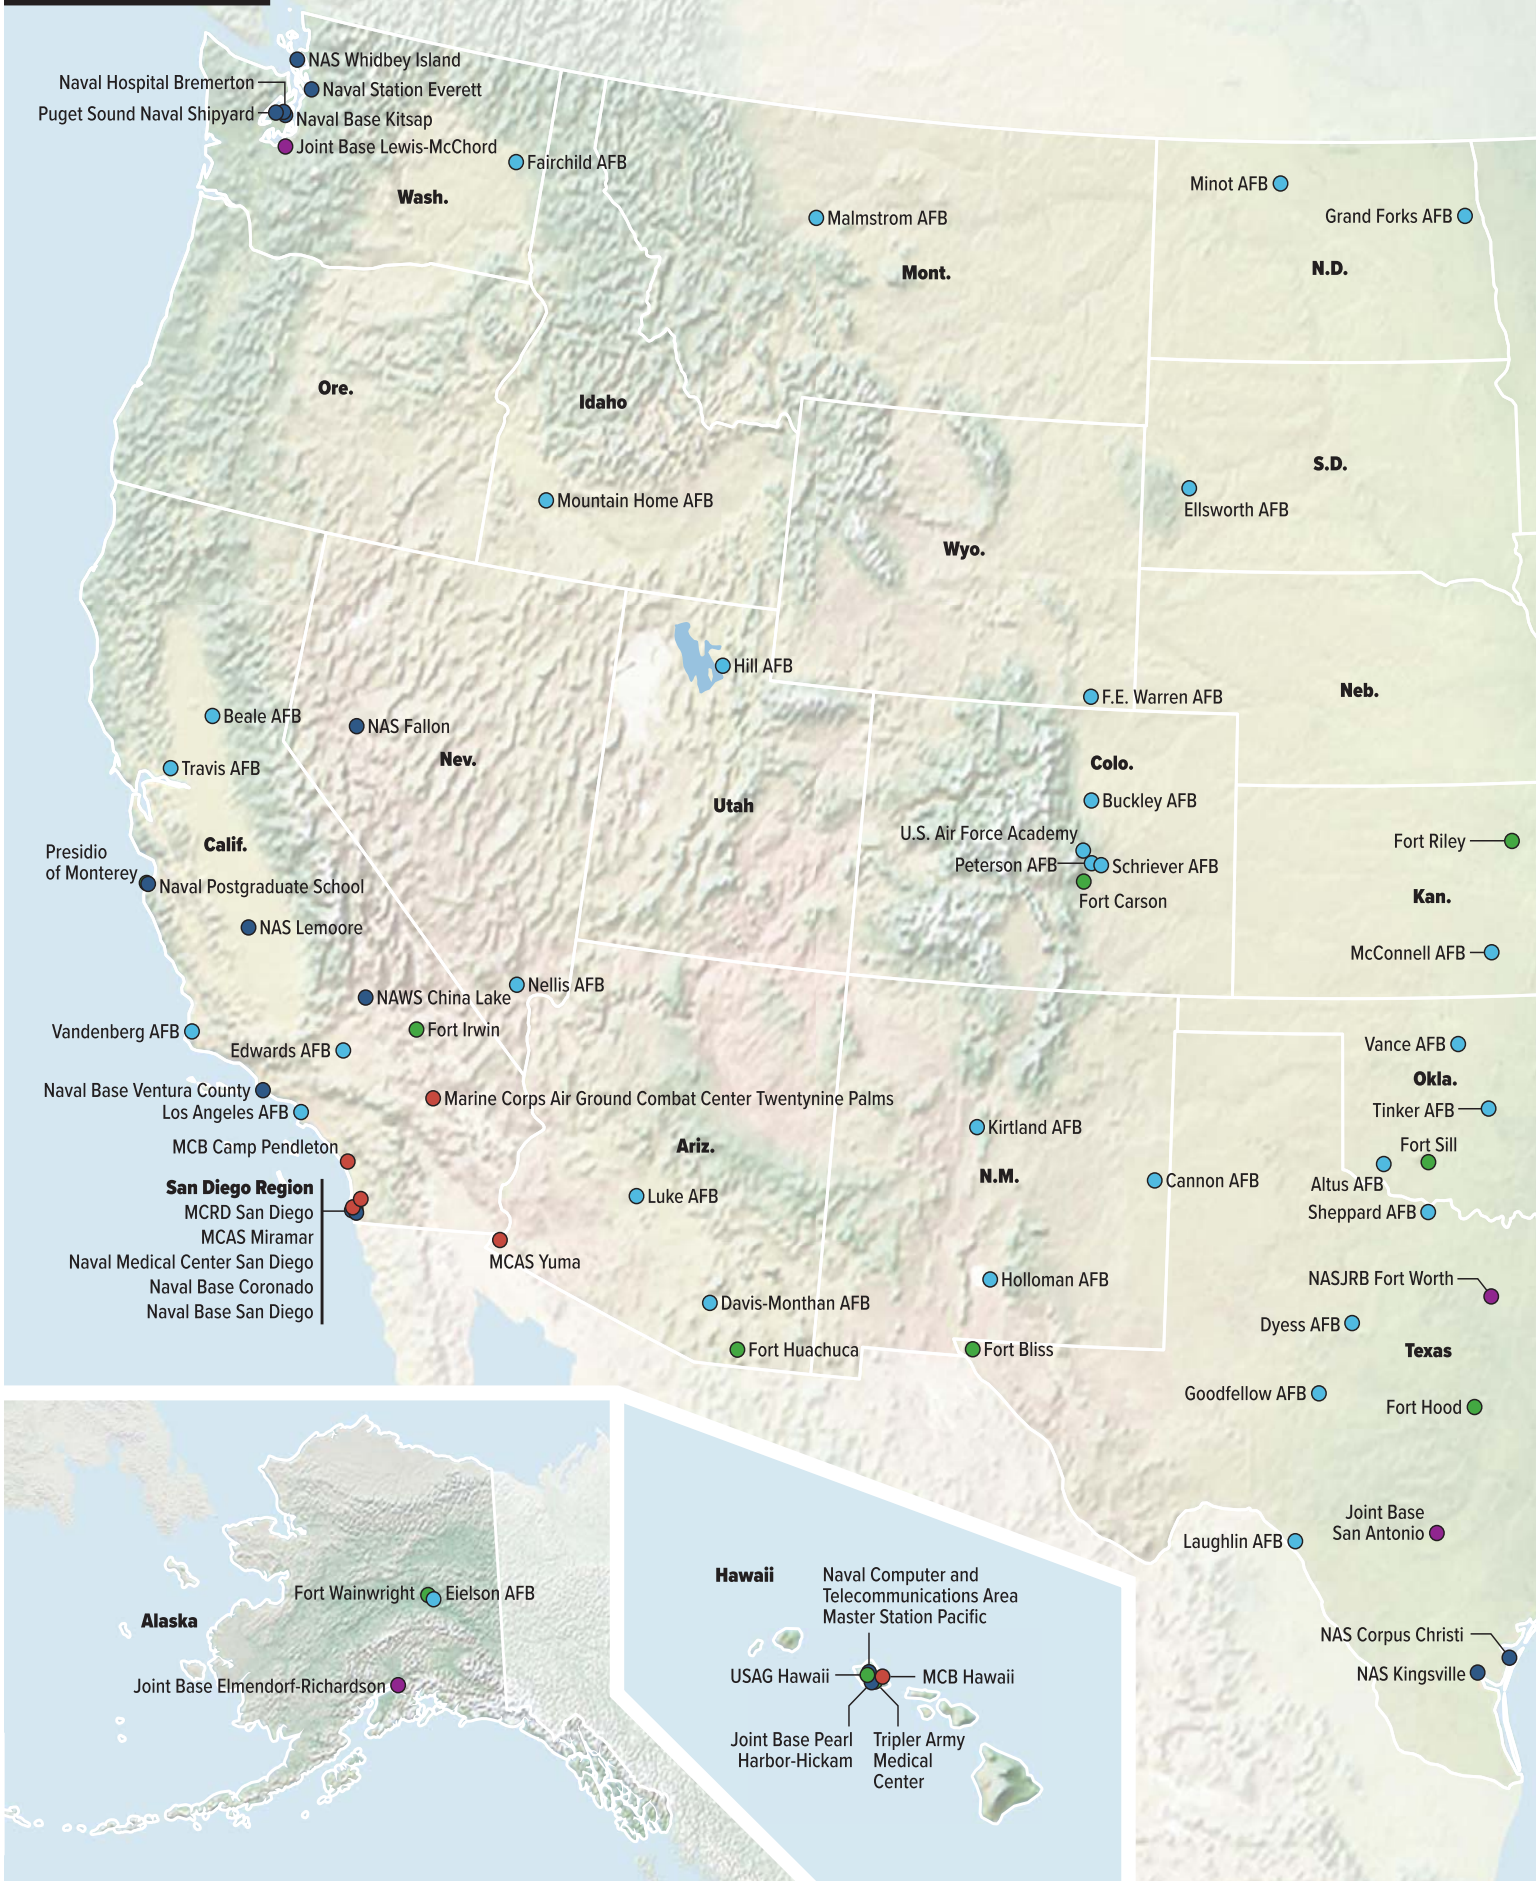 NAS Whidbey Island
Naval Hospital Bremerton
Naval Station Everett
Puget Sound Naval Shipyard
Naval Base Kitsap
Joint Base Lewis-McChord
Fairchild AFB
Wash.
Minot AFB
Grand Forks AFB
Malmstrom AFB
Mont.
N.D.
Ore.
Idaho
S.D.
Mountain Home AFB
Ellsworth AFB
Wyo.
Hill AFB
F.E. Warren AFB
Neb.
Beale AFB
NAS Fallon
Nev.
Travis AFB
Colo.
Utah
Buckley AFB
U.S. Air Force Academy
Calif.
Fort Riley
Presidio
of Monterey
Peterson AFB
Schriever AFB
Naval Postgraduate School
Fort Carson
Kan.
NAS Lemoore
McConnell AFB
Nellis AFB
NAWS China Lake
Vandenberg AFB
Fort Irwin
Edwards AFB
Vance AFB
Okla.
Naval Base Ventura County
Marine Corps Air Ground Combat Center Twentynine Palms
Los Angeles AFB
Tinker AFB
Kirtland AFB
MCB Camp Pendleton
Ariz.
Fort Sill
N.M.
Cannon AFB
Altus AFB
San Diego Region
Luke AFB
MCRD San Diego
Sheppard AFB
MCAS Miramar
Naval Medical Center San Diego
MCAS Yuma
Naval Base Coronado
Holloman AFB
NASJRB Fort Worth
Naval Base San Diego
Davis-Monthan AFB
Dyess AFB
Fort Huachuca
Fort Bliss
Texas
Goodfellow AFB
Fort Hood
Joint Base
San Antonio
Laughlin AFB
NAS Corpus Christi
NAS Kingsville
Fort Wainwright
Eielson AFB
Alaska
Joint Base Elmendorf-Richardson
Hawaii
Naval Computer and
Telecommunications Area
Master Station Pacific
USAG Hawaii
MCB Hawaii
Joint Base Pearl
Harbor-Hickam
Tripler Army
Medical
Center